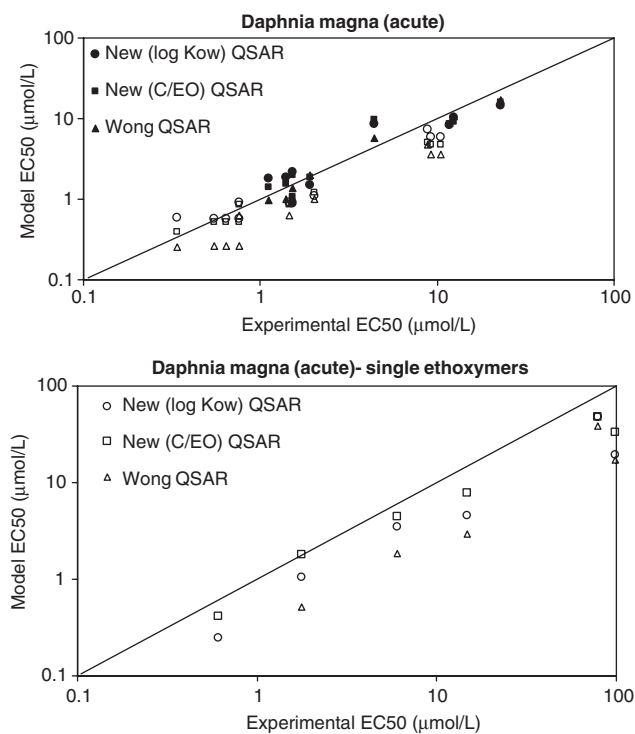 Daphnia magna (acute)
100
10
1
0.1
Model EC50 (μmol/L)
New (log Kow) QSAR
New (C/EO) QSAR
Wong QSAR
0.1
1
10
100
Experimental EC50 (μmol/L)
Daphnia magna (acute)- single ethoxymers
100
10
1
0.1
Model EC50 (μmol/L)
New (log Kow) QSAR
New (C/EO) QSAR
Wong QSAR
0.1
1
10
100
Experimental EC50 (μmol/L)